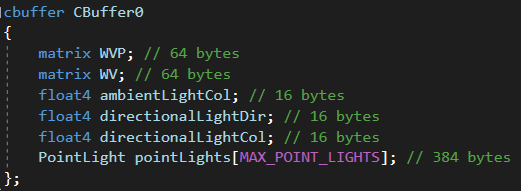 cbuffer CBuffer0
{
matrix WVP; // 64 bytes
matrix WV; // 64 bytes
float4 ambientLightCol; // 16 bytes
float4 directionalLightDir; // 16 bytes
float4 directionalLightCol; // 16 bytes
PointLight pointLights[MAX_POINT_LIGHTS]; // 384 bytes
};